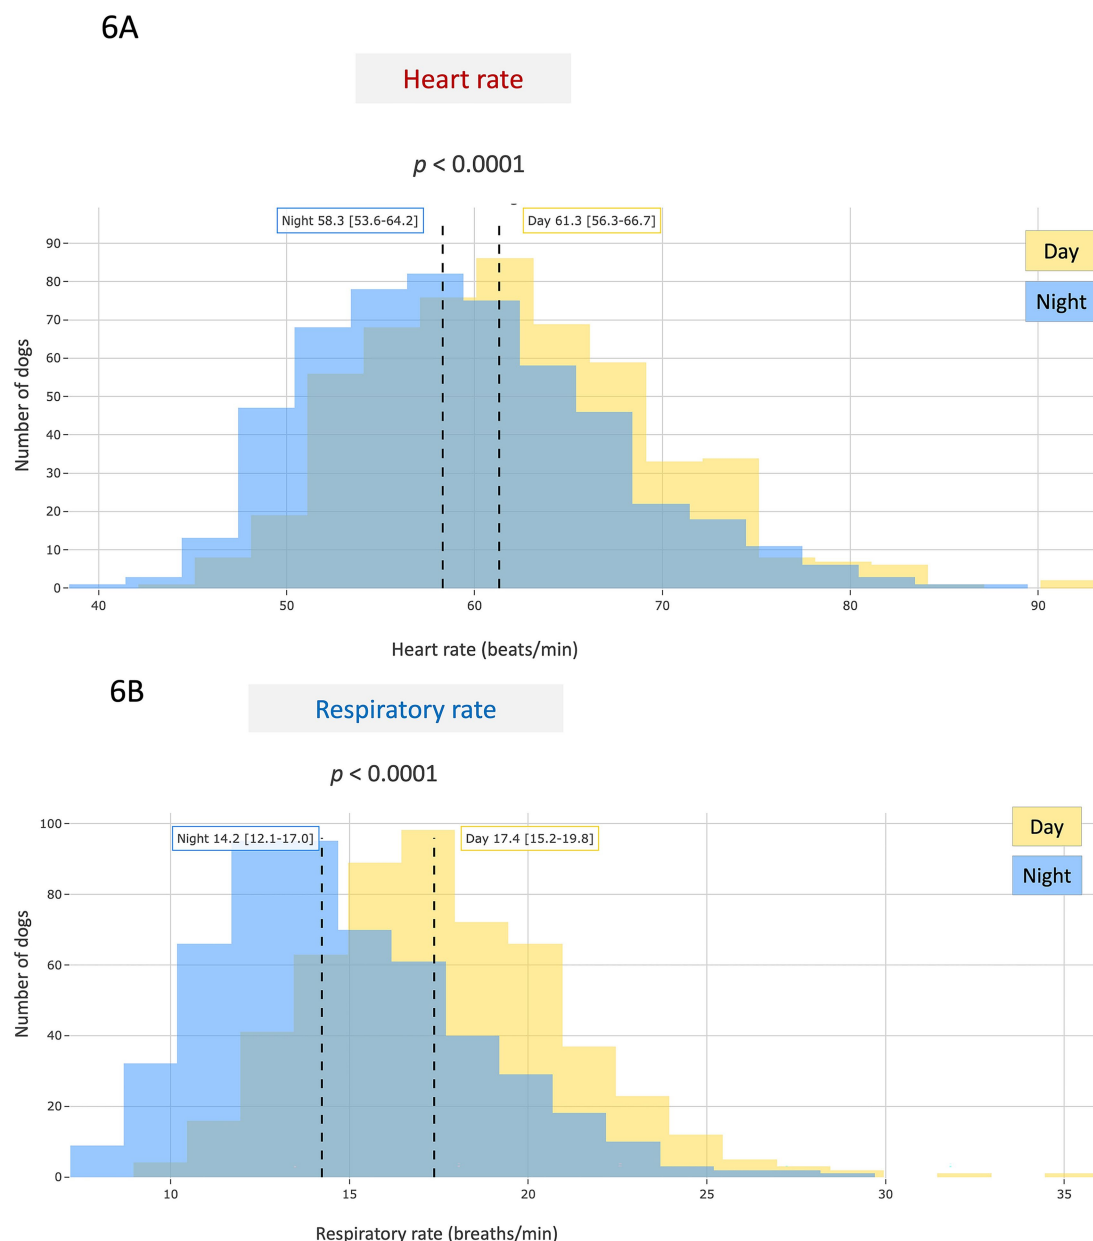 6A
Heart rate
p < 0.0001
Night 58.3 [53.6-64.2]
Day 61.3 [56.3-66.7]
Day
Night
90
80
70
60
50
40
30
20
10
0
Number of dogs
40 50 60 70 80 90
Heart rate (beats/min)
6B
Respiratory rate
p < 0.0001
Night 14.2 [12.1-17.0]
Day 17.4 [15.2-19.8]
Day
Night
100
80
60
40
20
0
Number of dogs
10 15 20 25 30 35
Respiratory rate (breaths/min)